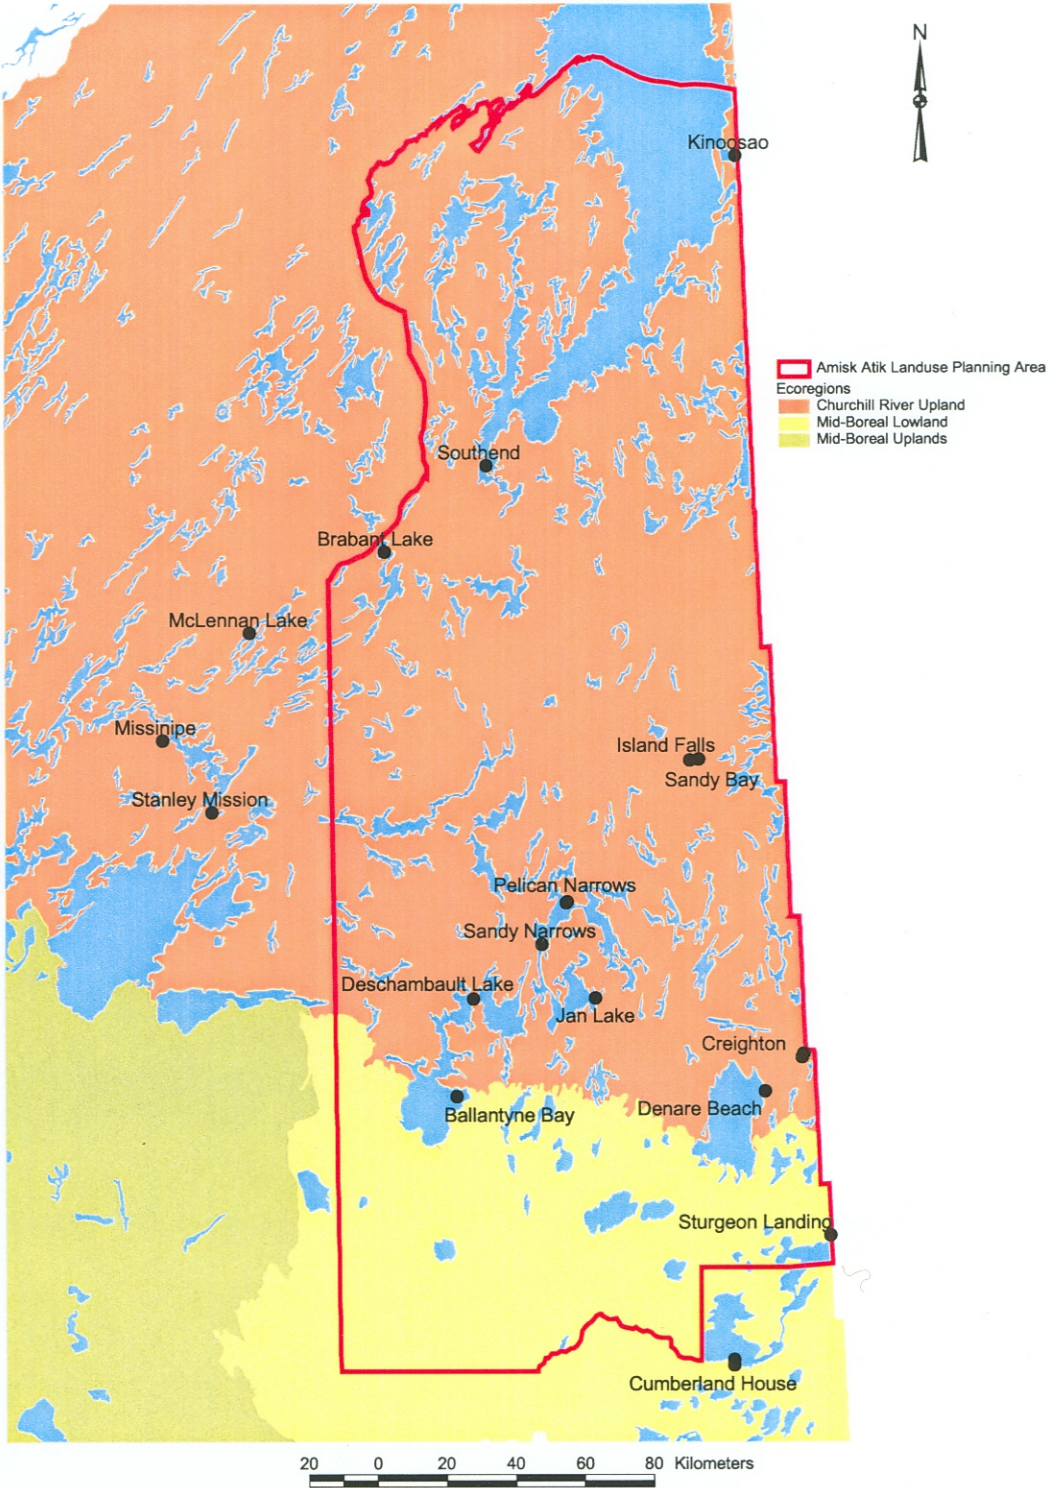 N
Kinoosao
Amisk Atik Landuse Planning Area
Ecoregions
Churchill River Upland
Mid-Boreal Lowland
Mid-Boreal Uplands
Southend
Brabant Lake
McLennan Lake
Missinipe
Island Falls
Sandy Bay
Stanley Mission
Pelican Narrows
Sandy Narrows
Deschambault Lake
Jan Lake
Creighton
Denare Beach
Ballantyne Bay
Sturgeon Landing
Cumberland House
20 0 20 40 60 80 Kilometers